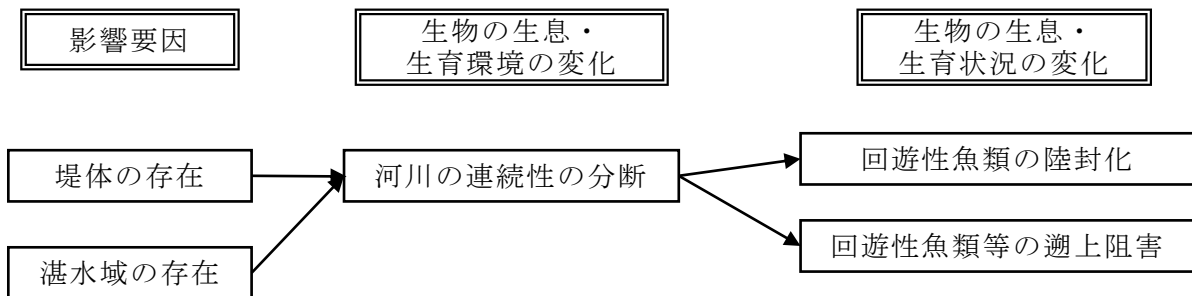 影響要因
生物の生息・
生育環境の変化
生物の生息・
生育状況の変化
堤体の存在
河川の連続性の分断
回遊性魚類の陸封化
湛水域の存在
回遊性魚類等の遡上阻害